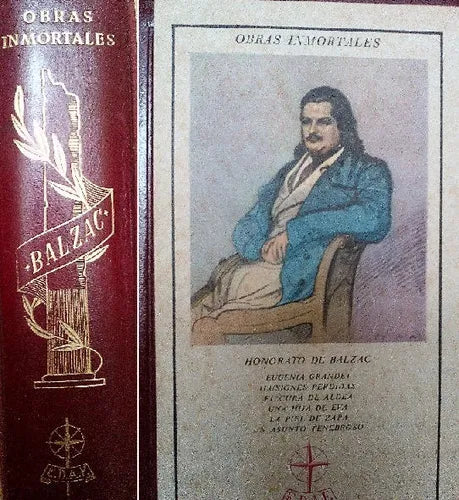 OBRAS
INMORTALES
BALZAC
E.D.A.F.
OBRAS INMORTALES
HONORATO DE BALZAC
EUGENIA GRANDET
ILUSIONES PERDIDAS
EL CURA DE ALDEA
UNA HIJA DE EVA
LA PIEL DE ZAPA
UN ASUNTO TENEBROSO